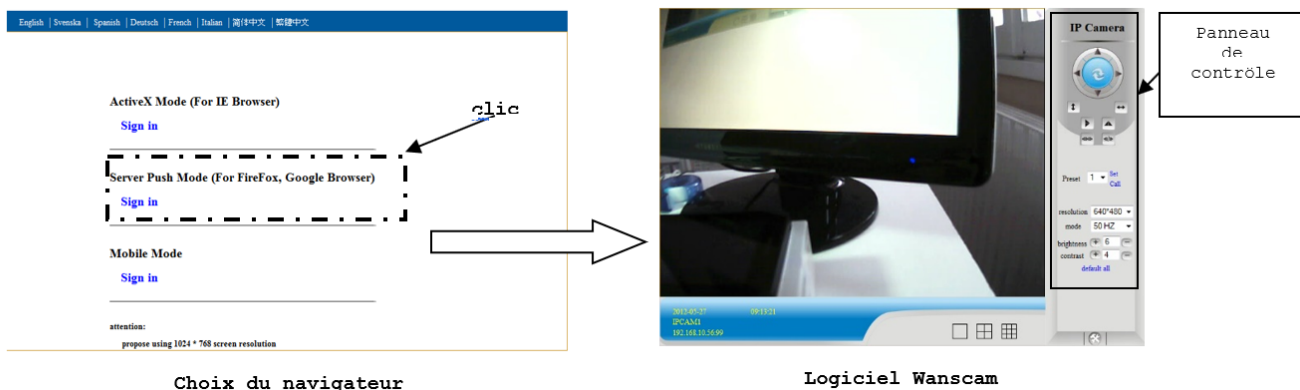 English | Svenska | Spanish | Deutsch | French | Italian | 简体中文 | 繁體中文
ActiveX Mode (For IE Browser)
Sign in
clic
Server Push Mode (For FireFox, Google Browser)
Sign in
Mobile Mode
Sign in
attention:
propose using 1024 * 768 screen resolution
Choix du navigateur
IP Camera
Preset 1 Set
Call
resolution 640*480
mode 50 HZ
brightness 6
contrast 4
default all
2012-05-27 09:13:21
IPCAM1
192.168.10.56:99
Logiciel Wanscam
Panneau
de
contröle